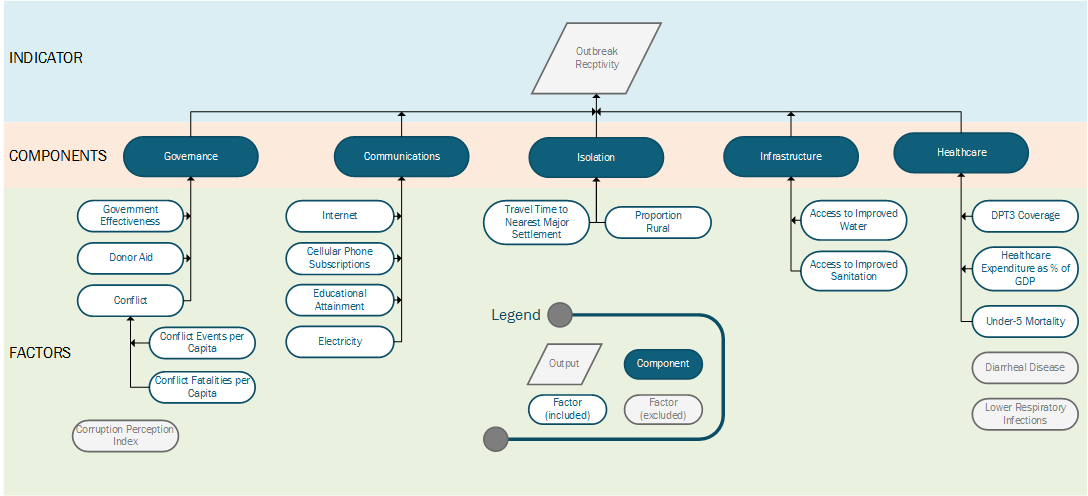 INDICATOR
Outbreak
Recptivity
COMPONENTS
Governance
Communications
Isolation
Infrastructure
Healthcare
FACTORS
Government
Effectiveness
Donor Aid
Conflict
Conflict Events per
Capita
Conflict Fatalities per
Capita
Corruption Perception
Index
Internet
Cellular Phone
Subscriptions
Educational
Attainment
Electricity
Travel Time to
Nearest Major
Settlement
Proportion
Rural
Access to Improved
Water
Access to Improved
Sanitation
DPT3 Coverage
Healthcare
Expenditure as % of
GDP
Under-5 Mortality
Diarrheal Disease
Lower Respiratory
Infections
Legend
Output
Component
Factor
(included)
Factor
(excluded)